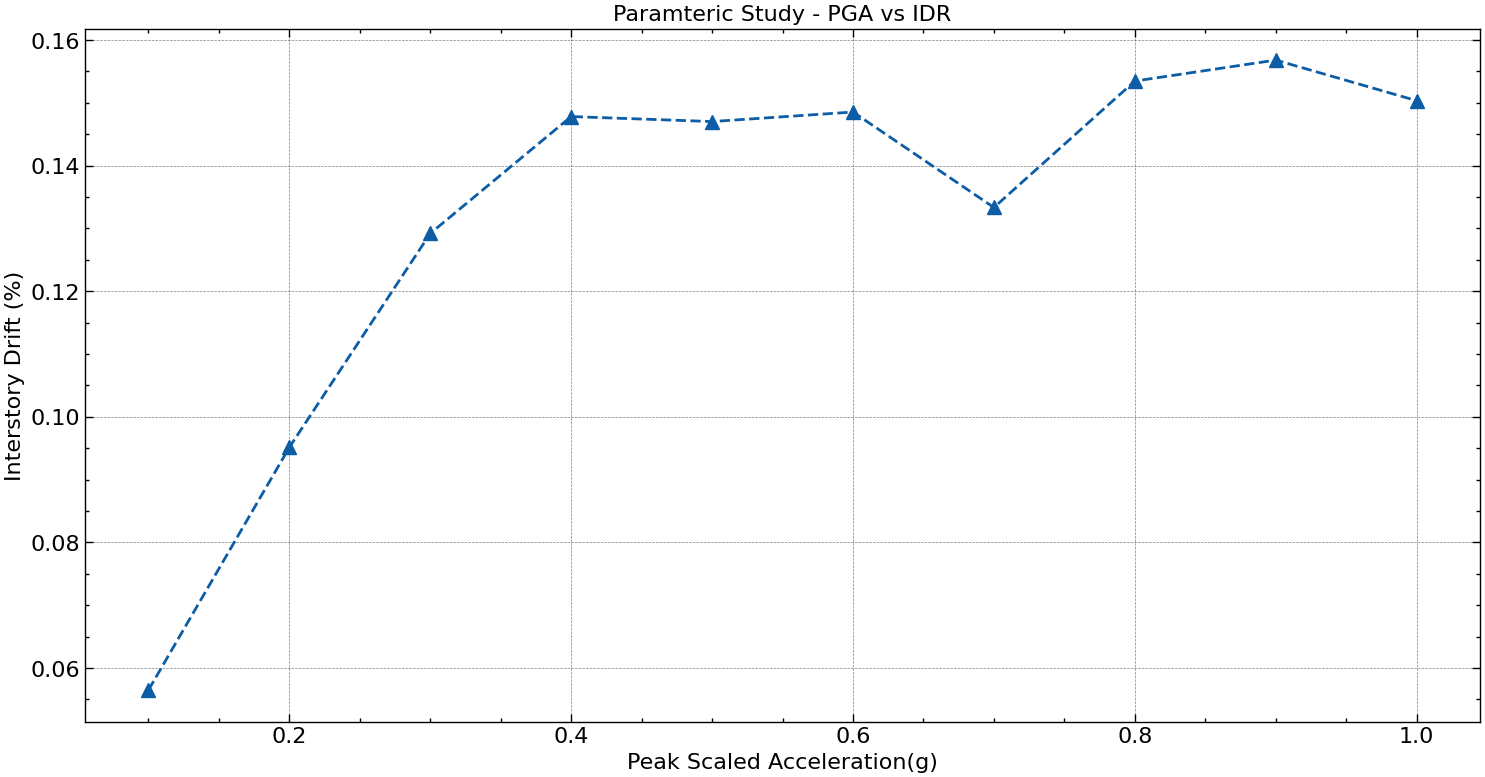 Paramteric Study - PGA vs IDR
0.16
0.14
0.12
0.10
0.08
0.06
Interstory Drift (%)
0.2 0.4 0.6 0.8 1.0
Peak Scaled Acceleration(g)